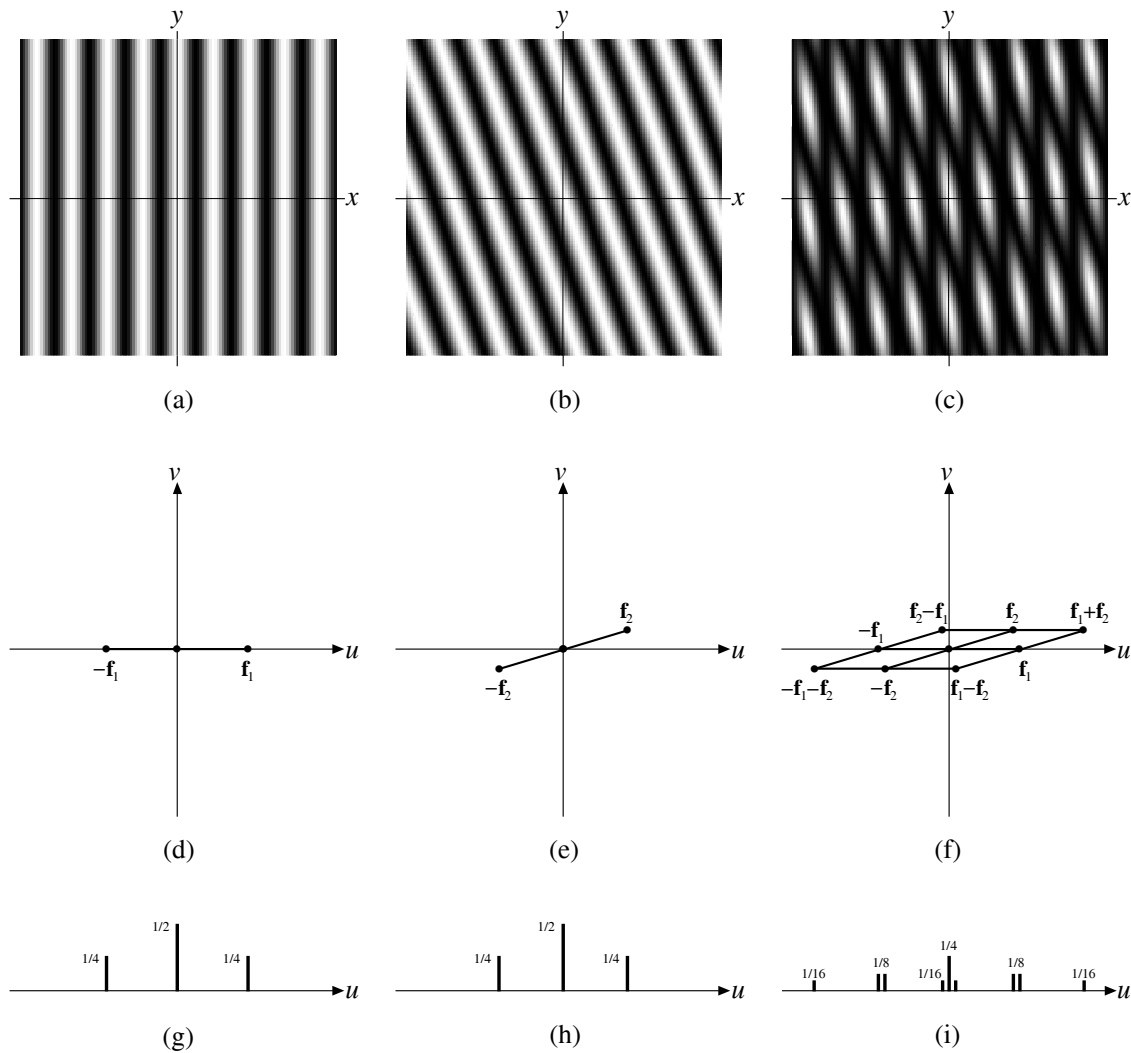 y y y
x x x
(a) (b) (c)
v v v
f₂ f₂−f₁ f₂ f₁+f₂
−f₁
u u u
−f₁ f₁ −f₂ −f₁−f₂ −f₂ f₁−f₂ f₁
(d) (e) (f)
1/2 1/2 1/4
1/4 1/4 1/4 1/4 1/8 1/8
1/16 1/16 1/16
u u u
(g) (h) (i)